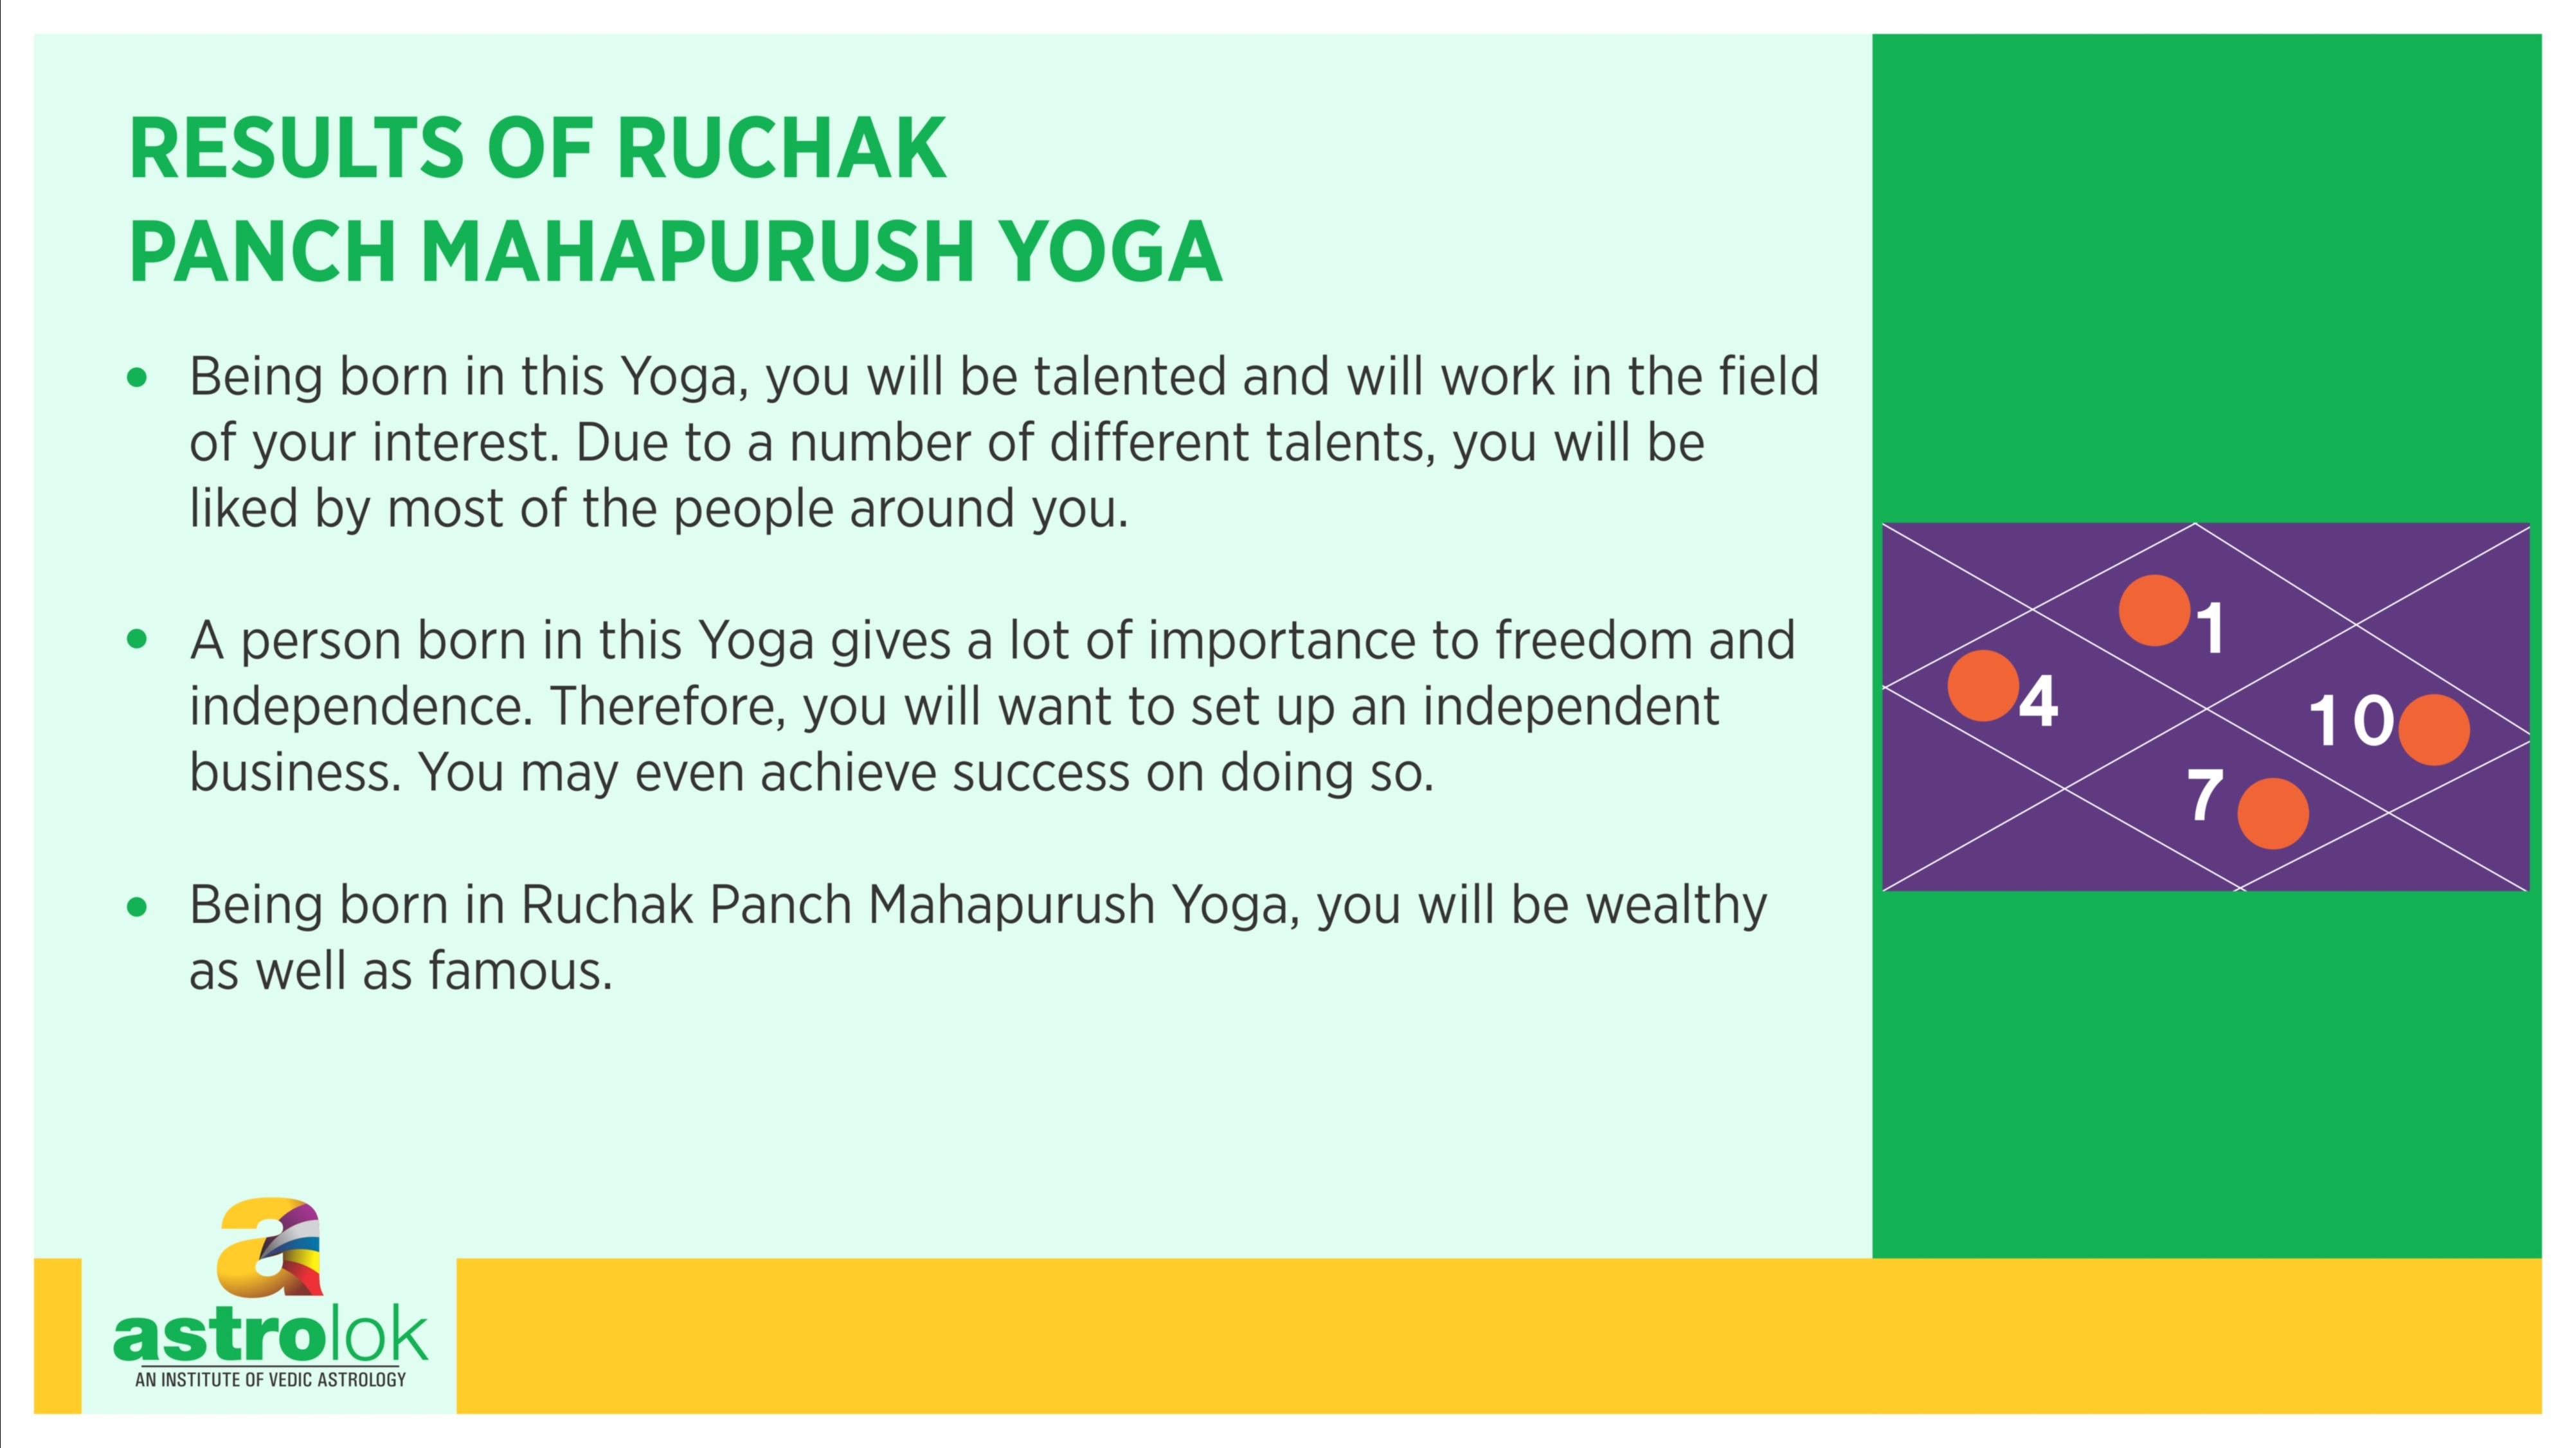 RESULTS OF RUCHAK
PANCH MAHAPURUSH YOGA
• Being born in this Yoga, you will be talented and will work in the field
of your interest. Due to a number of different talents, you will be
liked by most of the people around you.
• A person born in this Yoga gives a lot of importance to freedom and
independence. Therefore, you will want to set up an independent
business. You may even achieve success on doing so.
• Being born in Ruchak Panch Mahapurush Yoga, you will be wealthy
as well as famous.
1
4
10
7
a
astrolok
AN INSTITUTE OF VEDIC ASTROLOGY